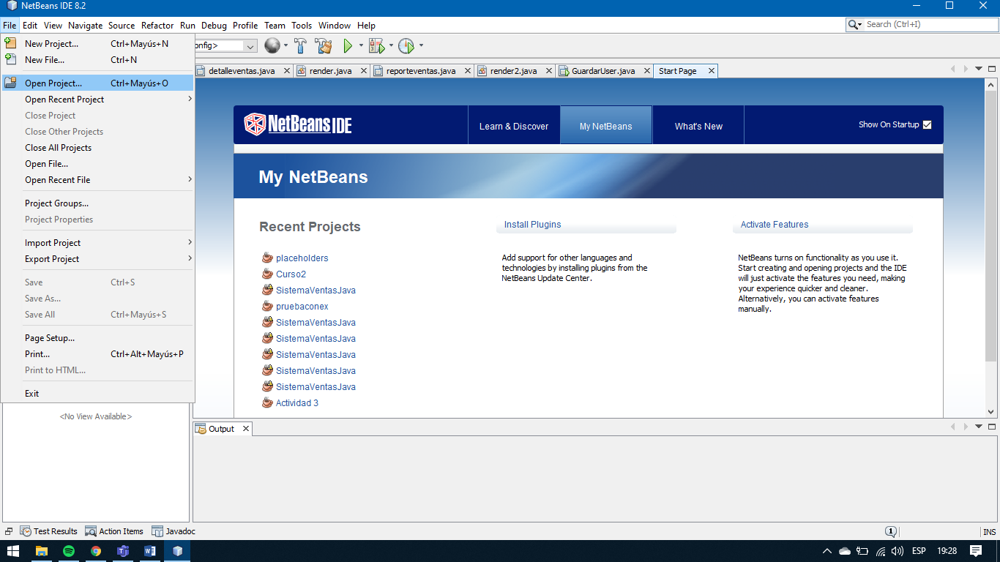 NetBeans IDE 8.2
File Edit View Navigate Source Refactor Run Debug Profile Team Tools Window Help
Search (Ctrl+I)
New Project... Ctrl+Mayús+N
New File... Ctrl+N
Open Project... Ctrl+Mayús+O
Open Recent Project
Close Project
Close Other Projects
Close All Projects
Open File...
Open Recent File
Project Groups...
Project Properties
Import Project
Export Project
Save Ctrl+S
Save As...
Save All Ctrl+Mayús+S
Page Setup...
Print... Ctrl+Alt+Mayús+P
Print to HTML...
Exit
<No View Available>
onfig>
detalleventas.java render.java reporteventas.java render2.java GuardarUser.java Start Page
NetBeans IDE
Learn & Discover My NetBeans What's New Show On Startup
My NetBeans
Recent Projects
placeholders
Curso2
SistemaVentasJava
pruebaconex
SistemaVentasJava
SistemaVentasJava
SistemaVentasJava
SistemaVentasJava
SistemaVentasJava
Actividad 3
Install Plugins
Add support for other languages and
technologies by installing plugins from the
NetBeans Update Center.
Activate Features
NetBeans turns on functionality as you use it.
Start creating and opening projects and the IDE
will just activate the features you need, making
your experience quicker and cleaner.
Alternatively, you can activate features
manually.
Output
Test Results Action Items Javadoc
1
INS
ESP 19:28